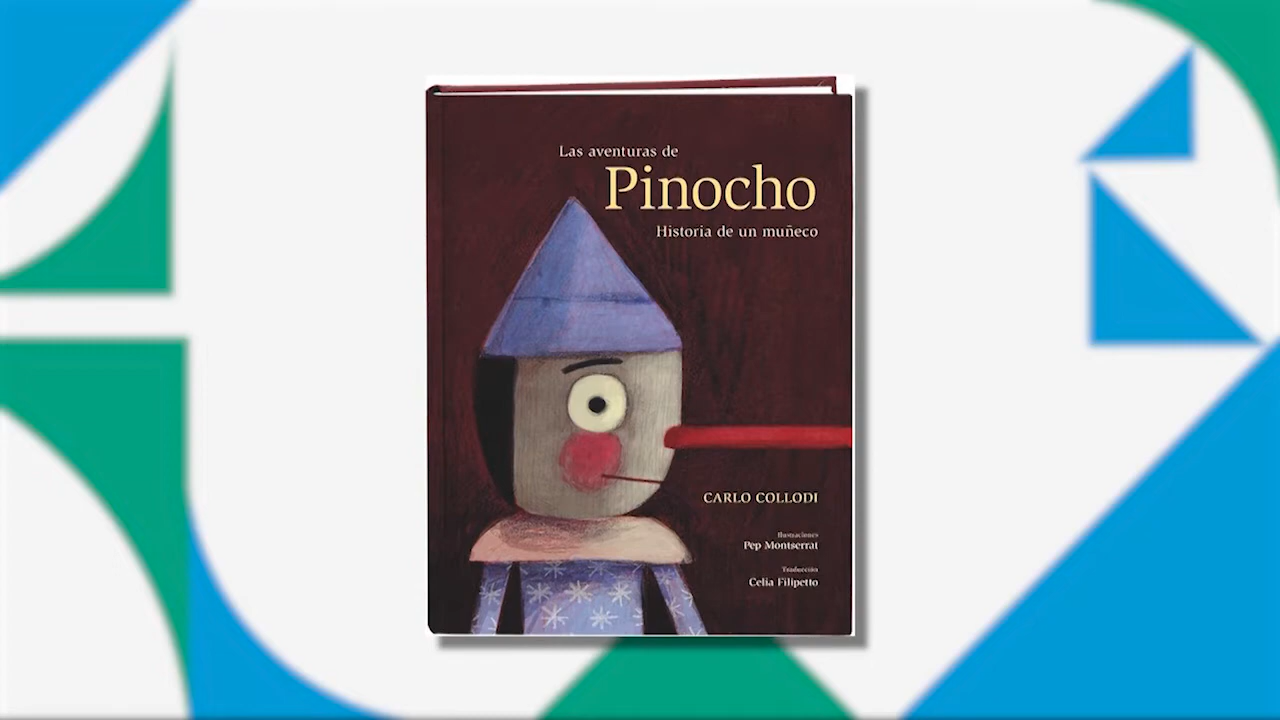 Las aventuras de
Pinocho
Historia de un muñeco
CARLO COLLODI
Ilustraciones
Pep Montserrat
Traducción
Celia Filipetto